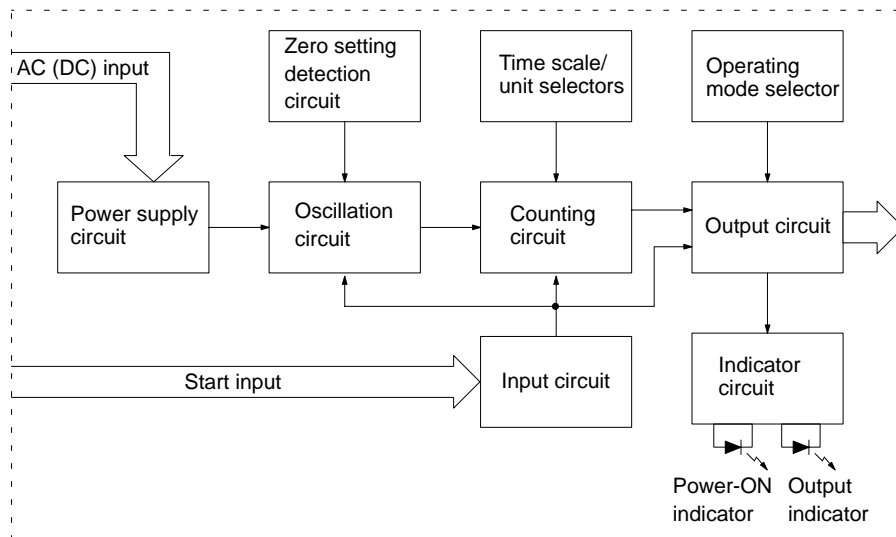 AC (DC) input
Zero setting
detection
circuit
Time scale/
unit selectors
Operating
mode selector
Power supply
circuit
Oscillation
circuit
Counting
circuit
Output circuit
Start input
Input circuit
Indicator
circuit
Power-ON
indicator
Output
indicator